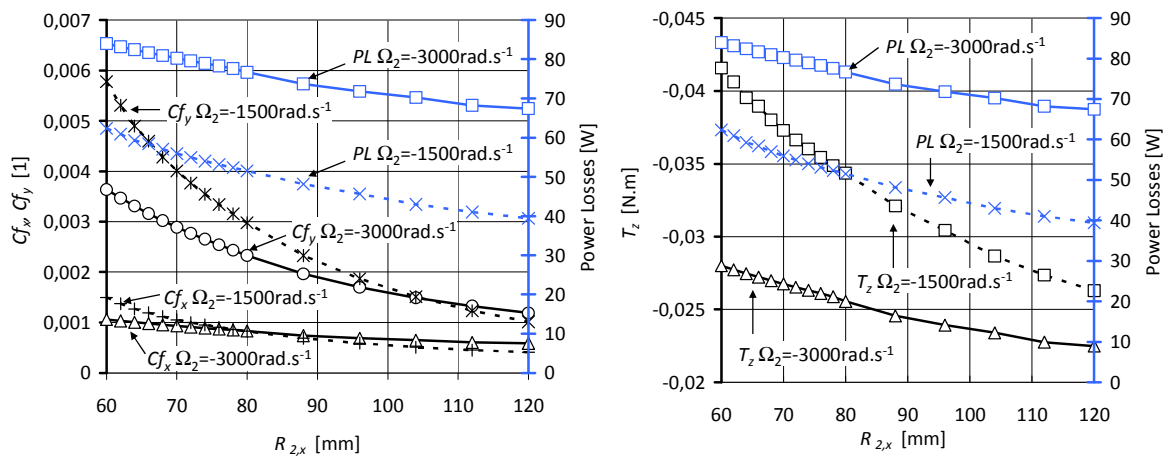 0,007
0,006
0,005
0,004
0,003
0,002
0,001
0
Cf_x, Cf_y [1]
60 70 80 90 100 110 120
R_2,x [mm]
90
80
70
60
50
40
30
20
10
0
Power Losses [W]
PL Ω₂=-3000rad.s⁻¹
Cf_y Ω₂=-1500rad.s⁻¹
PL Ω₂=-1500rad.s⁻¹
Cf_y Ω₂=-3000rad.s⁻¹
Cf_x Ω₂=-1500rad.s⁻¹
Cf_x Ω₂=-3000rad.s⁻¹
-0,045
-0,04
-0,035
-0,03
-0,025
-0,02
T_z [N.m]
60 70 80 90 100 110 120
R_2,x [mm]
90
80
70
60
50
40
30
20
10
0
Power Losses [W]
PL Ω₂=-3000rad.s⁻¹
PL Ω₂=-1500rad.s⁻¹
T_z Ω₂=-1500rad.s⁻¹
T_z Ω₂=-3000rad.s⁻¹